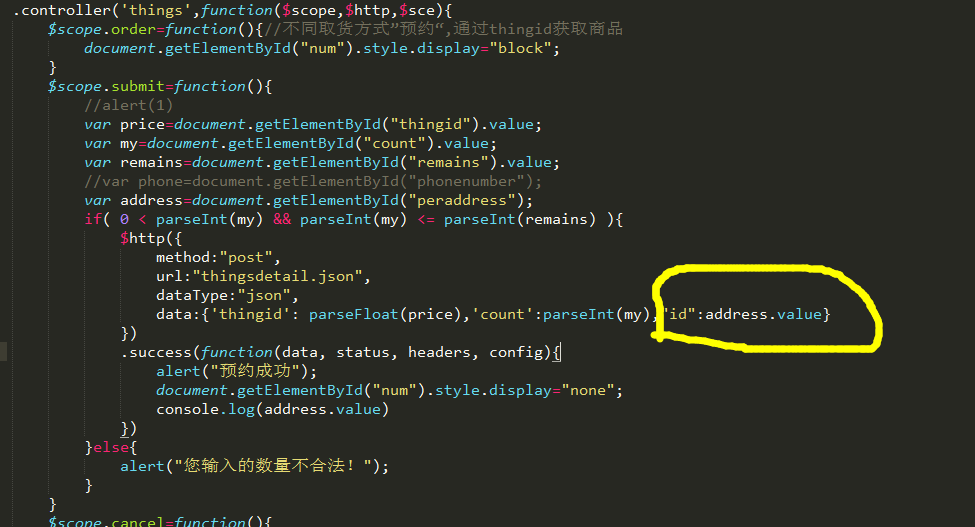 .controller('things',function($scope,$http,$sce){
$scope.order=function(){//不同取货方式”预约“,通过thingid获取商品
document.getElementById("num").style.display="block";
}
$scope.submit=function(){
//alert(1)
var price=document.getElementById("thingid").value;
var my=document.getElementById("count").value;
var remains=document.getElementById("remains").value;
//var phone=document.getElementById("phonenumber");
var address=document.getElementById("peraddress");
if( 0 < parseInt(my) && parseInt(my) <= parseInt(remains) ){
$http({
method:"post",
url:"thingsdetail.json",
dataType:"json",
data:{'thingid': parseFloat(price),'count':parseInt(my),"id":address.value}
})
.success(function(data, status, headers, config){
alert("预约成功");
document.getElementById("num").style.display="none";
console.log(address.value)
})
}else{
alert("您输入的数量不合法！");
}
}
$scope.cancel=function(){